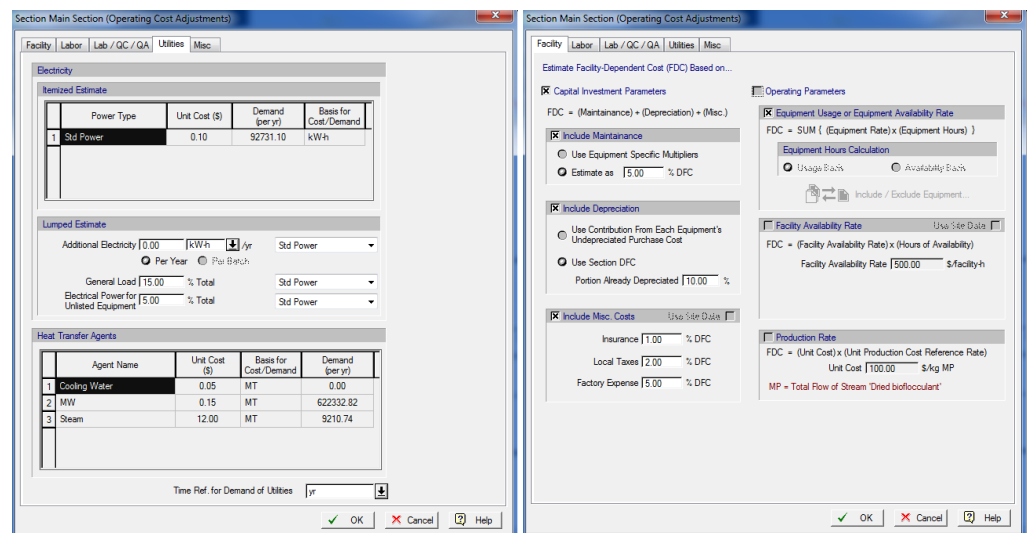 Section Main Section (Operating Cost Adjustments)
Facility Labor Lab / QC / QA Utilities Misc
Electricity
Itemized Estimate
Power Type Unit Cost ($) Demand (per yr) Basis for Cost/Demand
1 Std Power 0.10 92731.10 kW-h
Lumped Estimate
Additional Electricity 0.00 kW-h /yr Std Power
Per Year Per Batch
General Load 15.00 % Total Std Power
Electrical Power for Unlisted Equipment 5.00 % Total Std Power
Heat Transfer Agents
Agent Name Unit Cost ($) Basis for Cost/Demand Demand (per yr)
1 Cooling Water 0.05 MT 0.00
2 MW 0.15 MT 622332.82
3 Steam 12.00 MT 9210.74
Time Ref. for Demand of Utilities yr
OK Cancel Help
Section Main Section (Operating Cost Adjustments)
Facility Labor Lab / QC / QA Utilities Misc
Estimate Facility-Dependent Cost (FDC) Based on...
Capital Investment Parameters
FDC = (Maintainance) + (Depreciation) + (Misc.)
Include Maintainance
Use Equipment Specific Multipliers
Estimate as 5.00 % DFC
Include Depreciation
Use Contribution From Each Equipment's
Undepreciated Purchase Cost
Use Section DFC
Portion Already Depreciated 10.00 %
Include Misc. Costs Use Site Data
Insurance 1.00 % DFC
Local Taxes 2.00 % DFC
Factory Expense 5.00 % DFC
Operating Parameters
Equipment Usage or Equipment Availability Rate
FDC = SUM { (Equipment Rate) x (Equipment Hours) }
Equipment Hours Calculation
Usage Basis Availability Basis
Include / Exclude Equipment...
Facility Availability Rate Use Site Data
FDC = (Facility Availability Rate) x (Hours of Availability)
Facility Availability Rate 500.00 $/facility-h
Production Rate
FDC = (Unit Cost) x (Unit Production Cost Reference Rate)
Unit Cost 100.00 $/kg MP
MP = Total Flow of Stream 'Dried bioflocculant'
OK Cancel Help